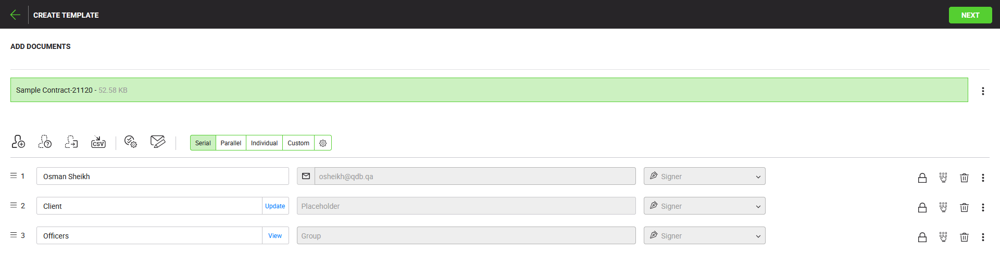 CREATE TEMPLATE
NEXT
ADD DOCUMENTS
Sample Contract-21120 - 52.58 KB
CSV
Serial Parallel Individual Custom
1 Osman Sheikh osheikh@qdb.qa Signer
2 Client Update Placeholder Signer
3 Officers View Group Signer